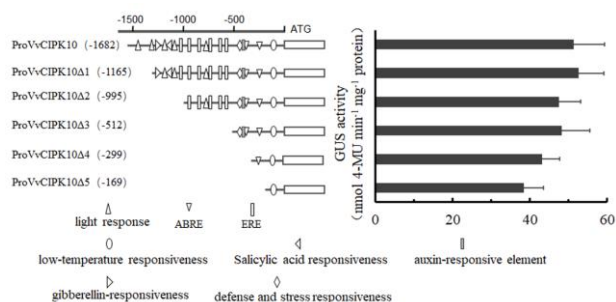 -1500 -1000 -500 ATG
ProVvCIPK10 (-1682)
ProVvCIPK10Δ1 (-1165)
ProVvCIPK10Δ2 (-995)
ProVvCIPK10Δ3 (-512)
ProVvCIPK10Δ4 (-299)
ProVvCIPK10Δ5 (-169)
GUS activity
(nmol 4-MU min⁻¹ mg⁻¹ protein)
0 20 40 60
light response ABRE ERE
low-temperature responsiveness Salicylic acid responsiveness auxin-responsive element
gibberellin-responsiveness defense and stress responsiveness